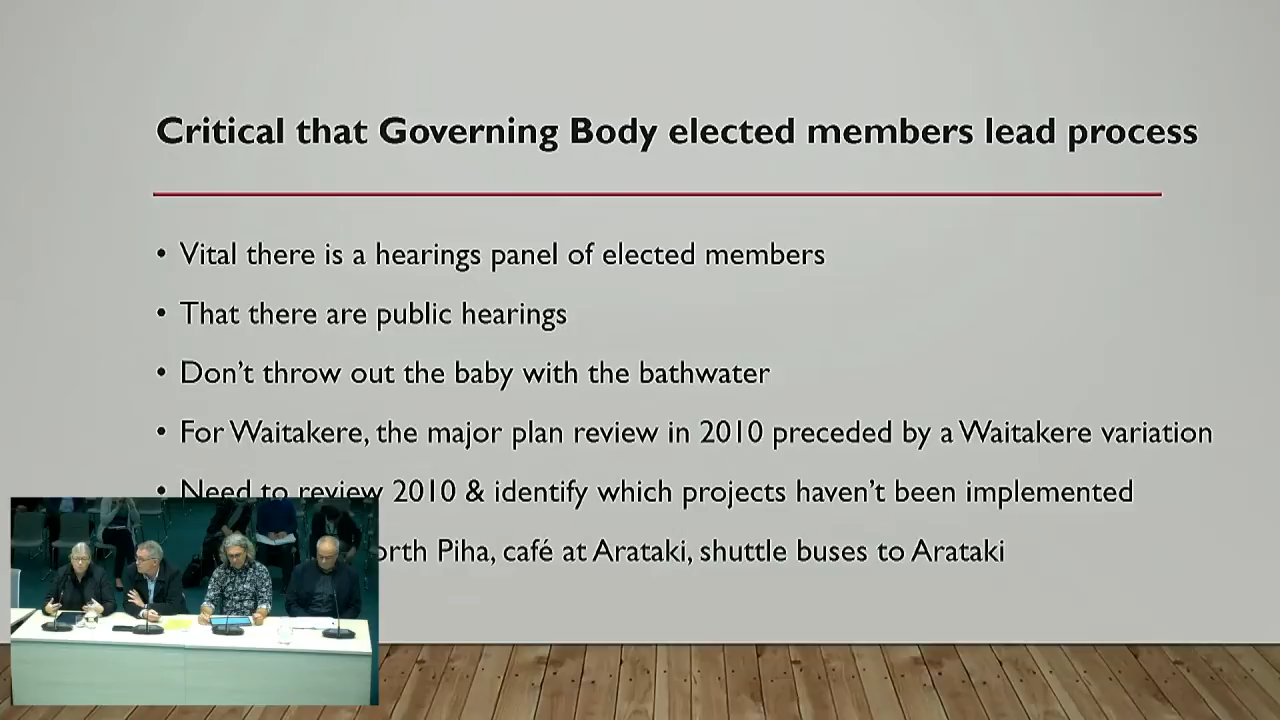 Critical that Governing Body elected members lead process
• Vital there is a hearings panel of elected members
• That there are public hearings
• Don't throw out the baby with the bathwater
• For Waitakere, the major plan review in 2010 preceded by a Waitakere variation
• Need to review 2010 & identify which projects haven't been implemented
Piha, café at Arataki, shuttle buses to Arataki